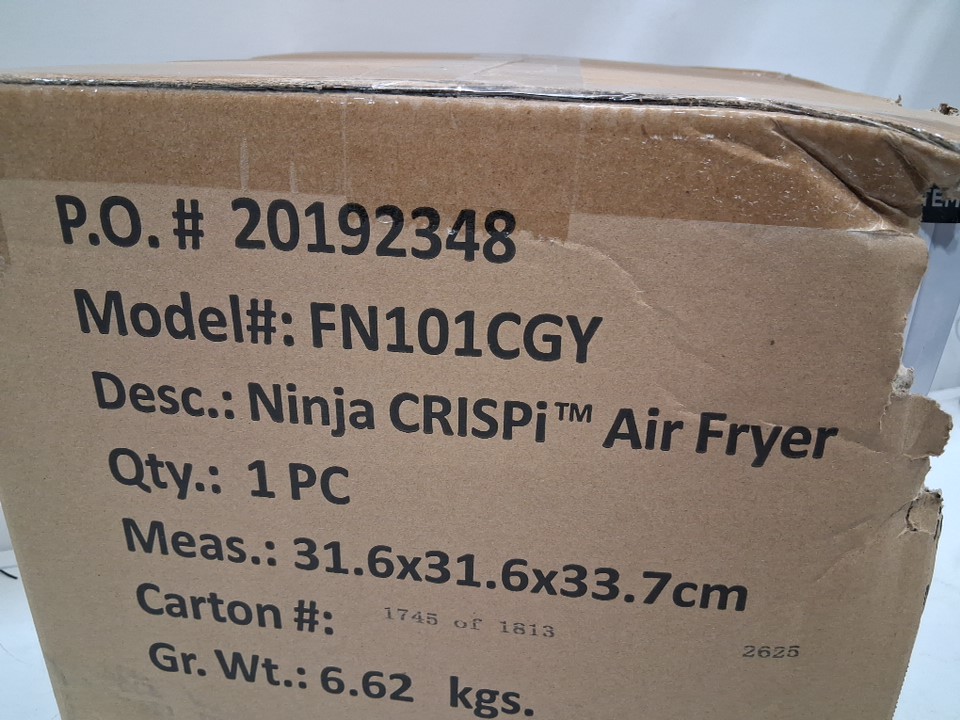 P.O. # 20192348
Model#: FN101CGY
Desc.: Ninja CRISPi™ Air Fryer
Qty.: 1 PC
Meas.: 31.6x31.6x33.7cm
Carton #: 1745 of 1813 2625
Gr. Wt.: 6.62 kgs.